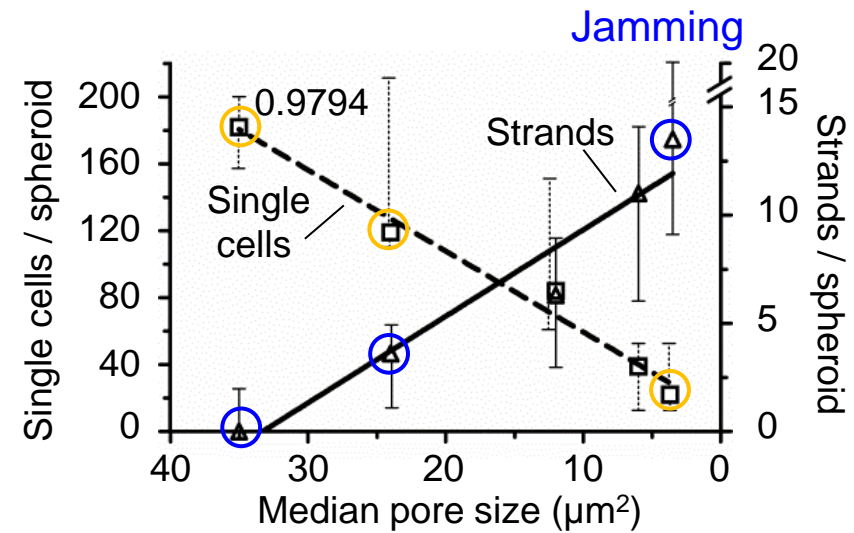 Jamming
Single cells / spheroid
200
160
120
80
40
0
0.9794
Single
cells
Strands
20
15
10
5
0
Strands / spheroid
40
30
20
10
0
Median pore size (µm²)